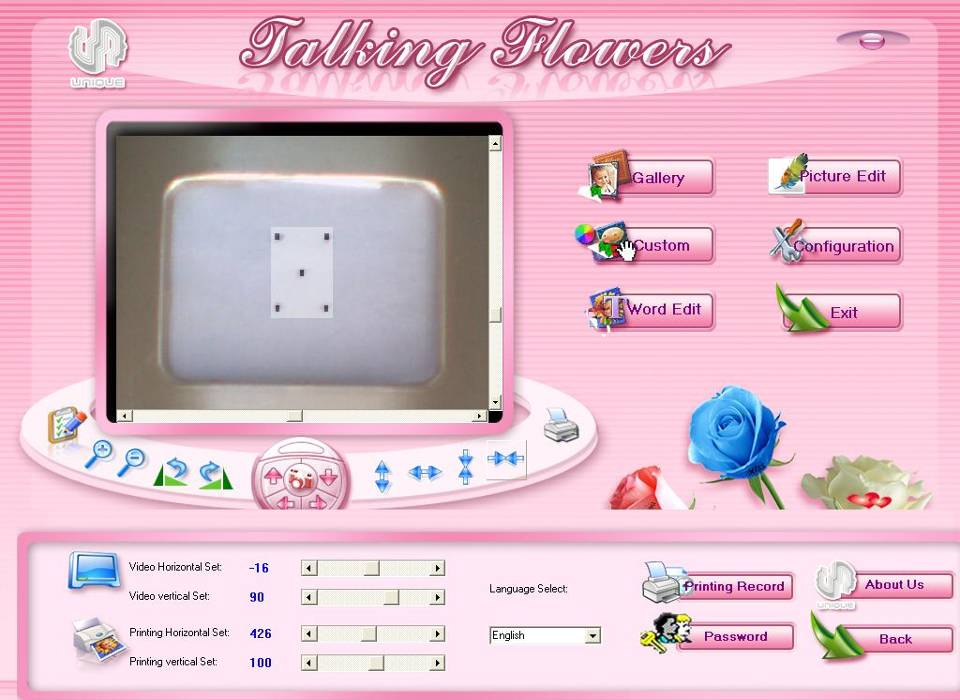 Talking Flowers
UNIQUE
Gallery
Picture Edit
Custom
Configuration
Word Edit
Exit
Video Horizontal Set: -16
Video vertical Set: 90
Printing Horizontal Set: 426
Printing vertical Set: 100
Language Select:
English
Printing Record
About Us
UNIQUE
Password
Back